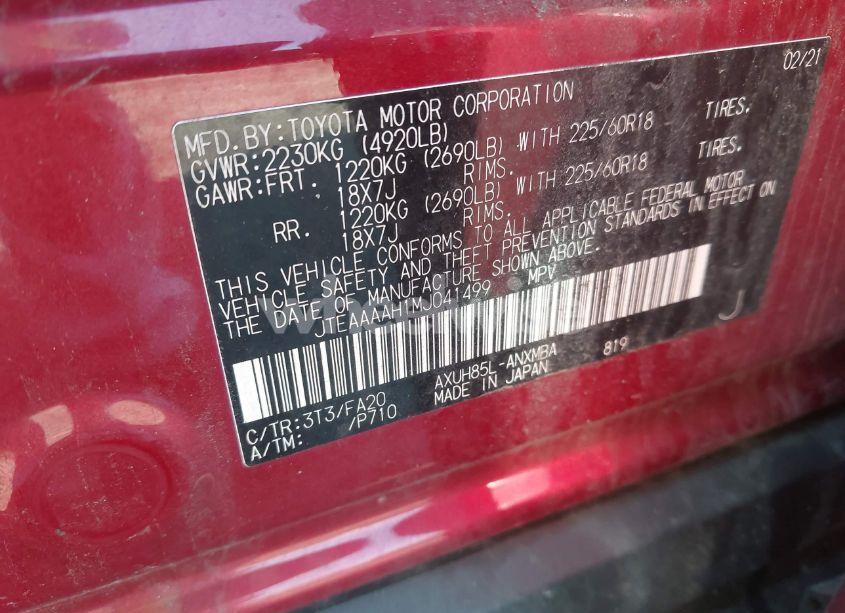 02/21
MFD.BY:TOYOTA MOTOR CORPORATION
GVWR:2230KG (4920LB)
GAWR:FRT. 1220KG (2690LB) WITH 225/60R18 TIRES.
18X7J RIMS.
RR. 1220KG (2690LB) WITH 225/60R18 TIRES.
18X7J RIMS.
THIS VEHICLE CONFORMS TO ALL APPLICABLE FEDERAL MOTOR
VEHICLE SAFETY AND THEFT PREVENTION STANDARDS IN EFFECT ON
THE DATE OF MANUFACTURE SHOWN ABOVE.
JTEAAAAH1MJ041499 MPV
J
C/TR:3T3/FA20 AXUH85L-ANXMBA 819
A/TM: /P710 MADE IN JAPAN